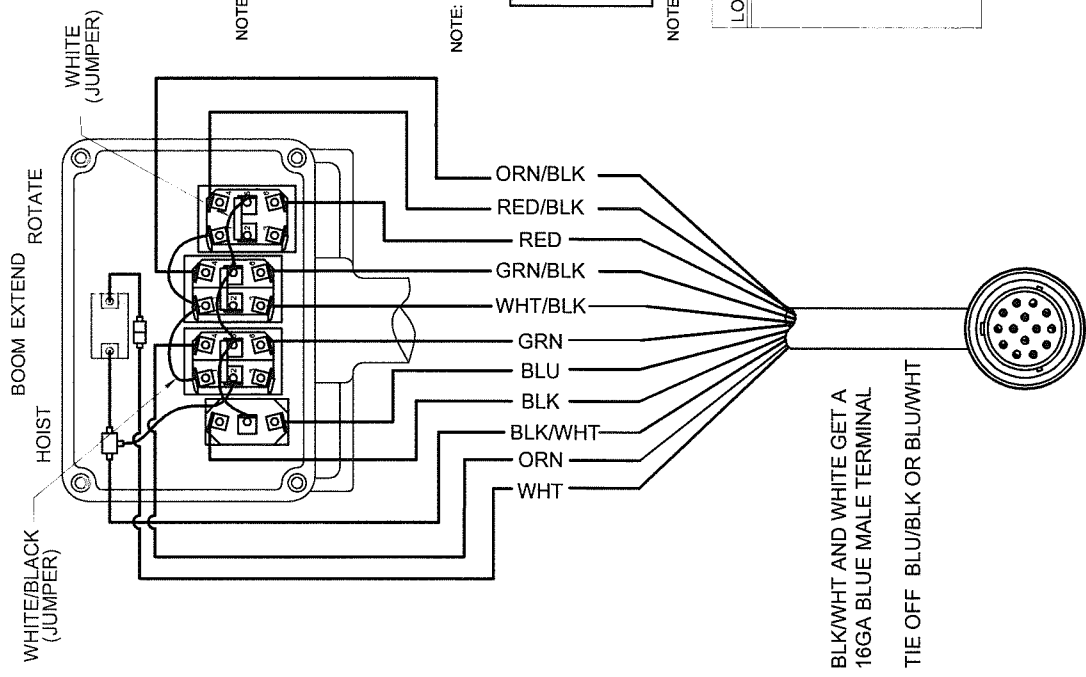 WHITE
(JUMPER)
NOTE
NOTE:
NOTE
LO
BOOM EXTEND
ROTATE
HOIST
WHITE/BLACK
(JUMPER)
ORN/BLK
RED/BLK
RED
GRN/BLK
WHT/BLK
GRN
BLU
BLK
BLK/WHT
ORN
WHT
BLK/WHT AND WHITE GET A
16GA BLUE MALE TERMINAL
TIE OFF BLU/BLK OR BLU/WHT